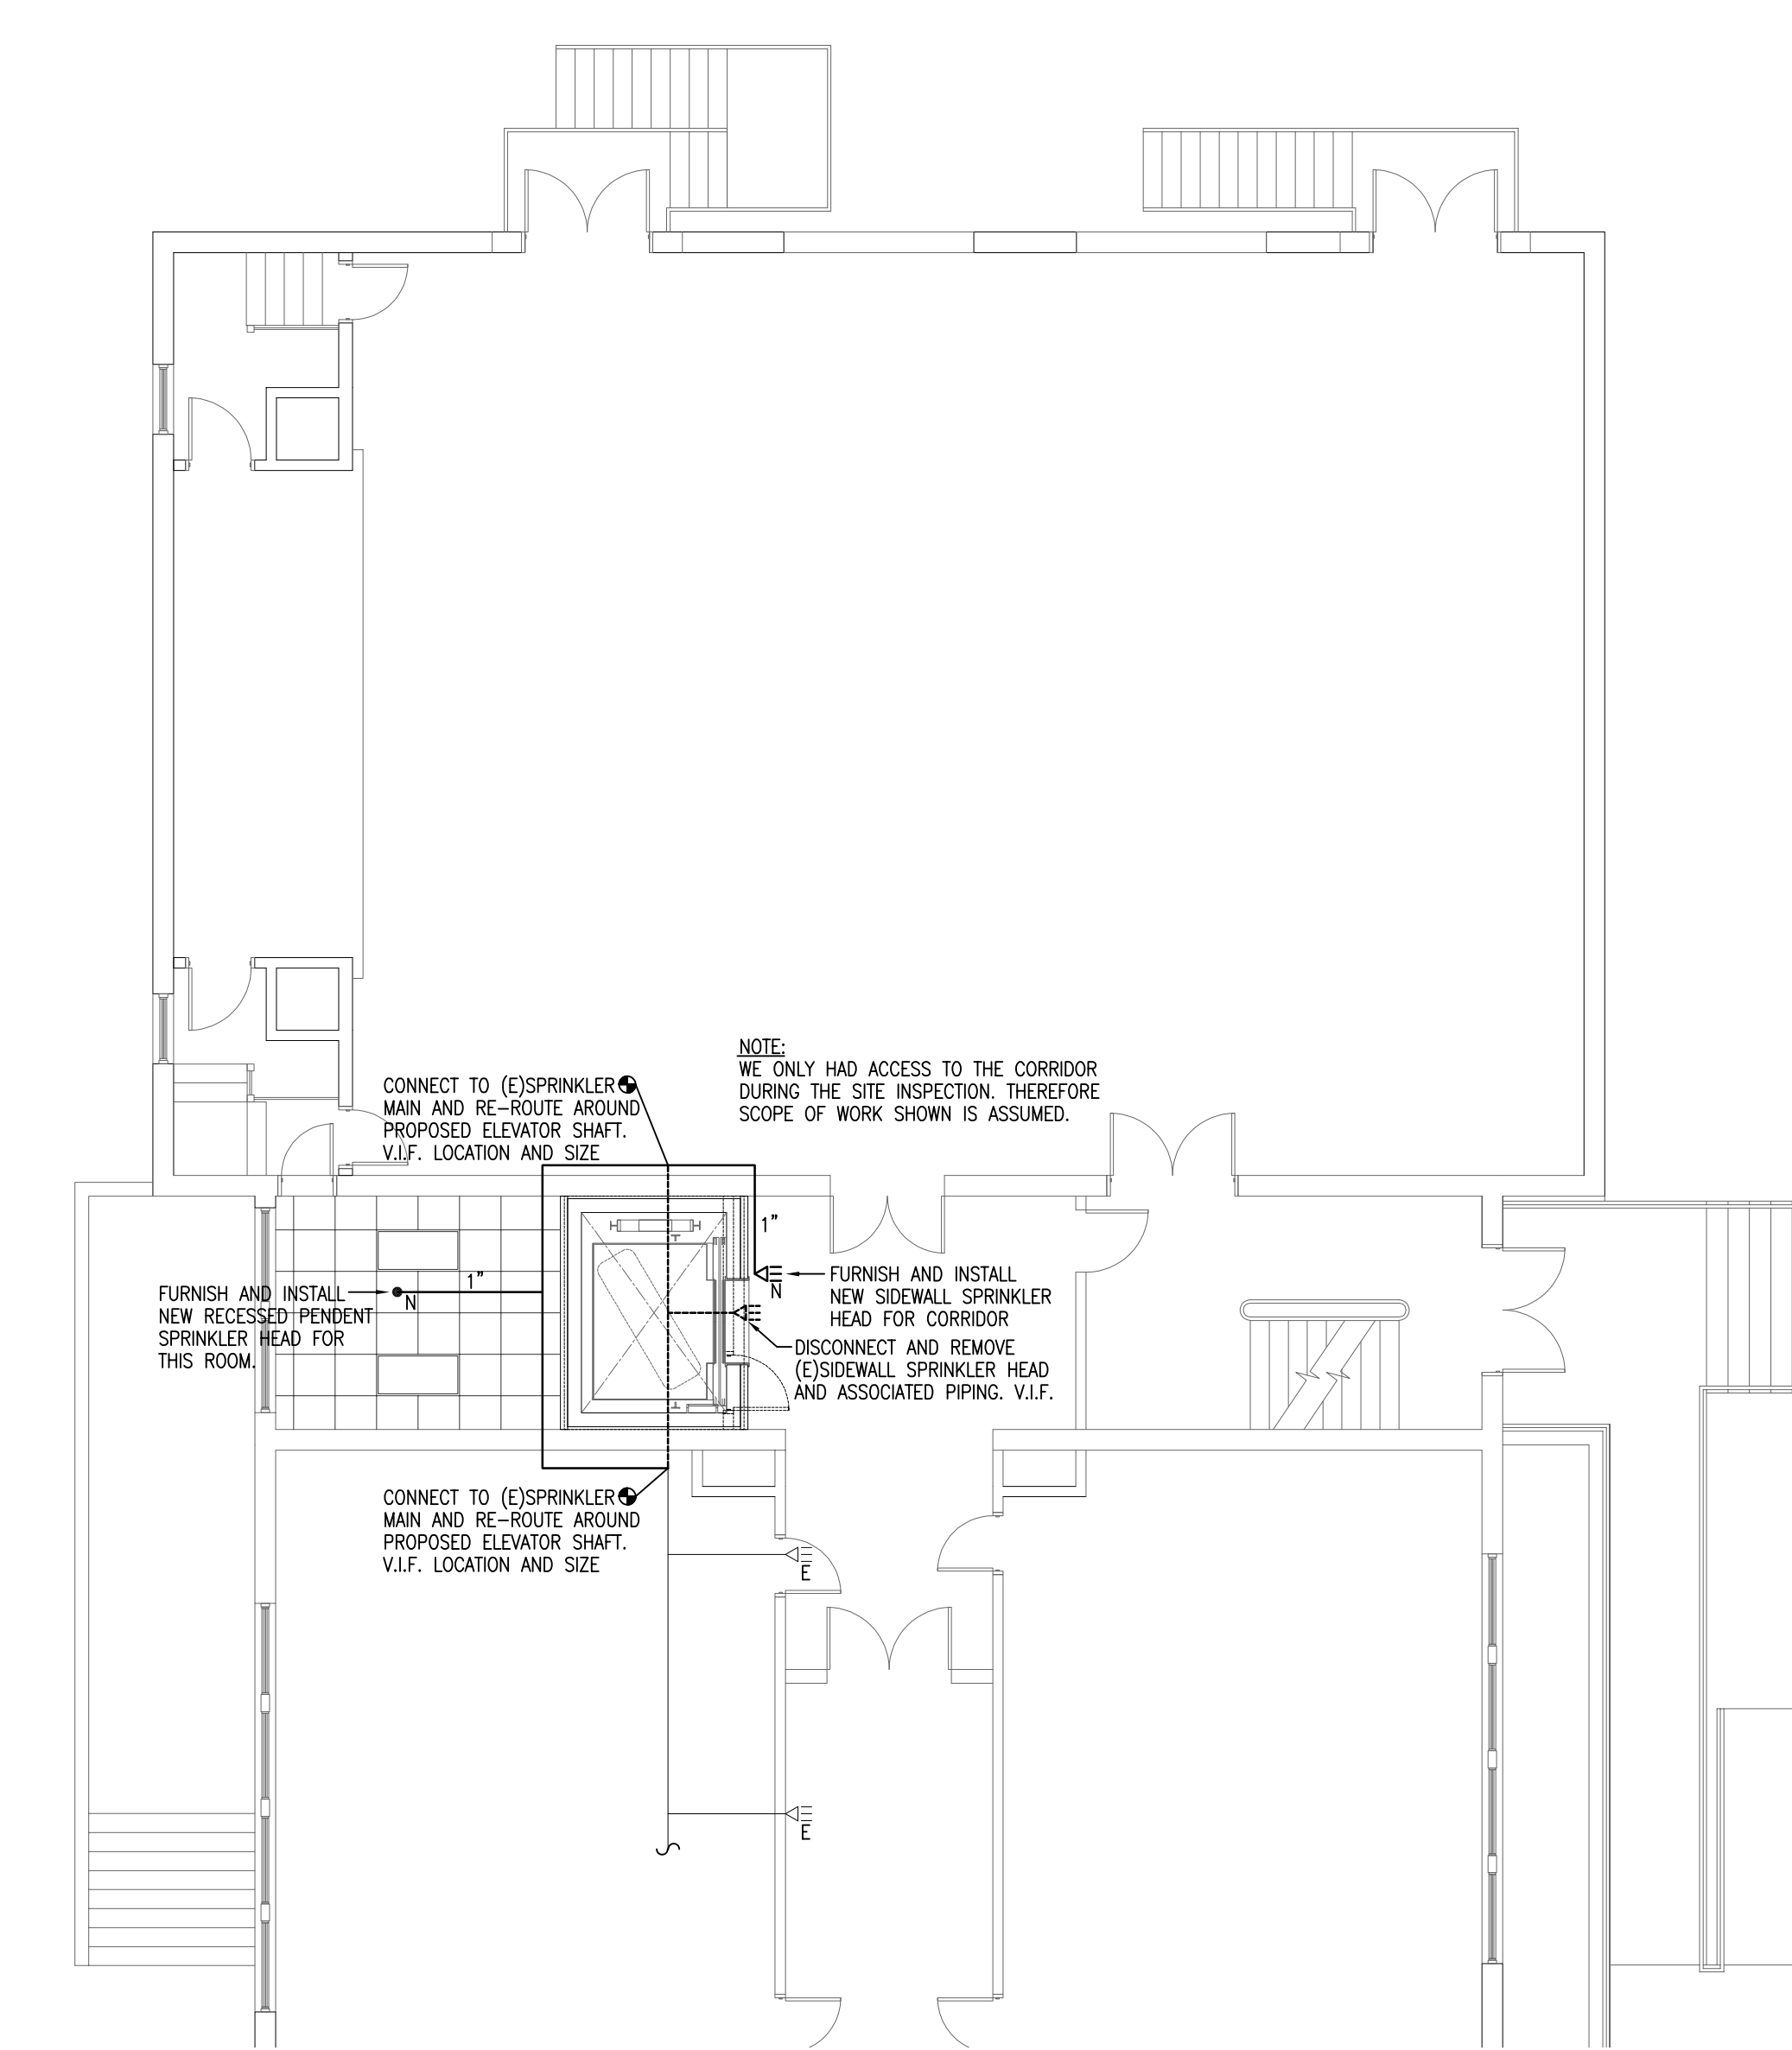 NOTE:
WE ONLY HAD ACCESS TO THE CORRIDOR
DURING THE SITE INSPECTION. THEREFORE
SCOPE OF WORK SHOWN IS ASSUMED.
CONNECT TO (E)SPRINKLER
MAIN AND RE-ROUTE AROUND
PROPOSED ELEVATOR SHAFT.
V.I.F. LOCATION AND SIZE
1"
FURNISH AND INSTALL
NEW RECESSED PENDENT
SPRINKLER HEAD FOR
THIS ROOM.
N
1"
N
FURNISH AND INSTALL
NEW SIDEWALL SPRINKLER
HEAD FOR CORRIDOR
DISCONNECT AND REMOVE
(E)SIDEWALL SPRINKLER HEAD
AND ASSOCIATED PIPING. V.I.F.
CONNECT TO (E)SPRINKLER
MAIN AND RE-ROUTE AROUND
PROPOSED ELEVATOR SHAFT.
V.I.F. LOCATION AND SIZE
E
E